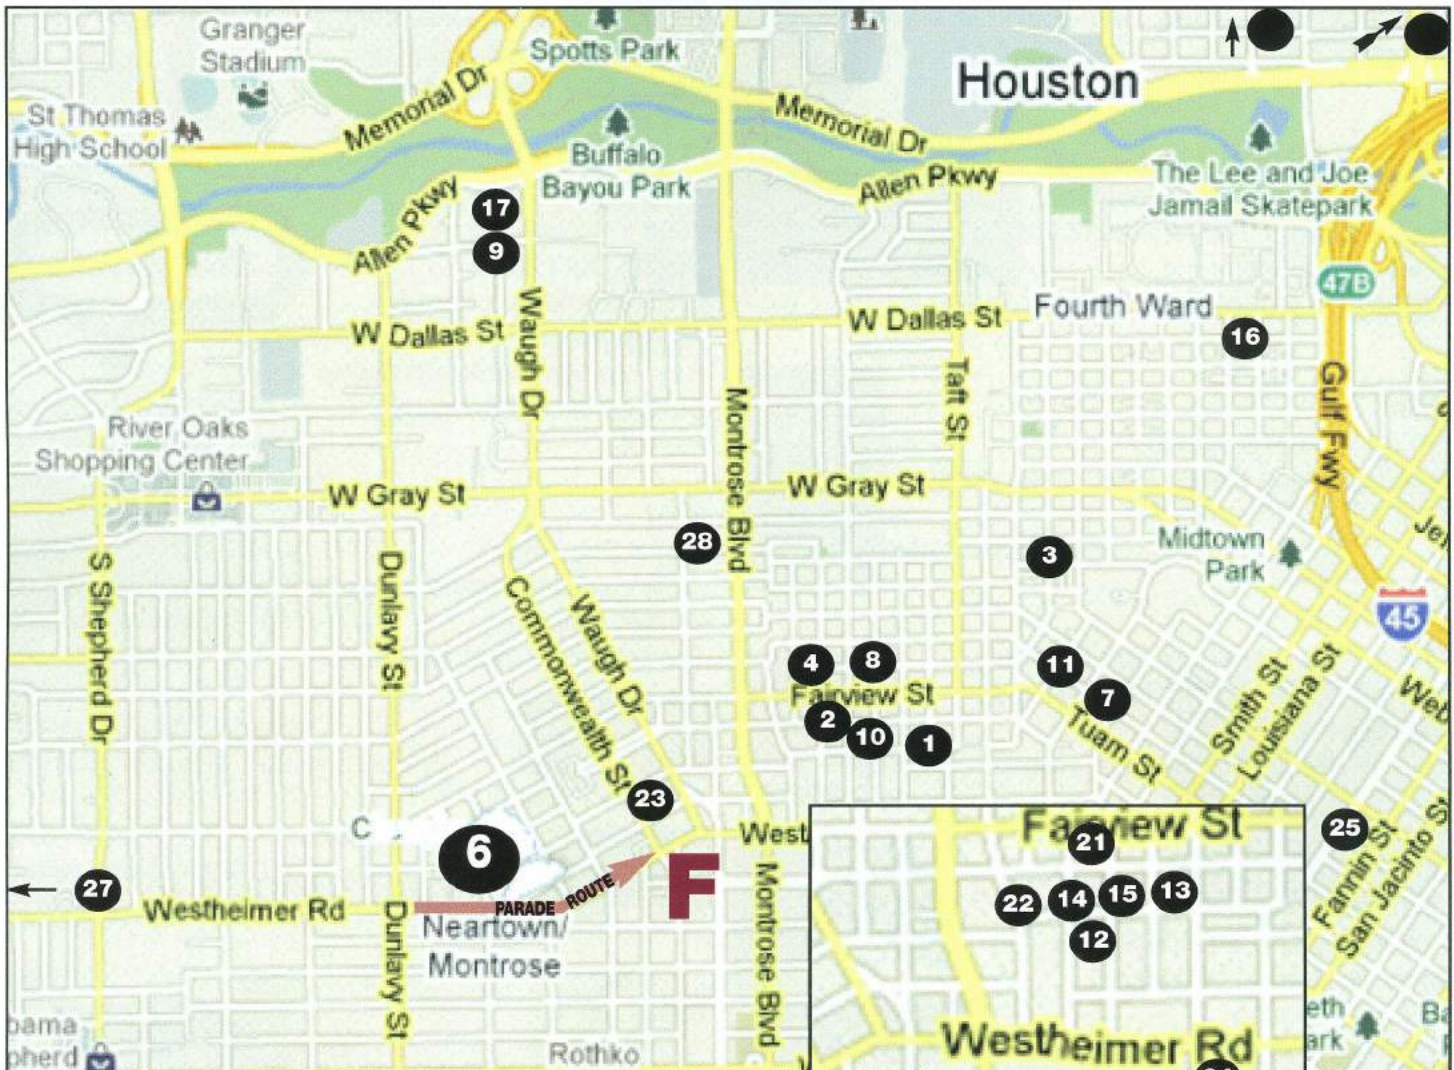 Granger
Stadium
Spotts Park
Houston
St Thomas
High School
Memorial Dr
Memorial Dr
Buffalo
Bayou Park
Allen Pkwy
Allen Pkwy
The Lee and Joe
Jamail Skatepark
17
9
47B
W Dallas St
Waugh Dr
W Dallas St
Fourth Ward
16
Taft St
Gulf Fwy
Montrose Blvd
River Oaks
Shopping Center
W Gray St
W Gray St
28
3
Midtown
Park
45
S Shepherd Dr
Dunlavy St
Commonwealth St
Waugh Dr
4
8
11
7
Fairview St
2
10
1
Tuam St
Smith St
Louisiana St
Web
23
6
C
West
F
PARADE ROUTE
27
Westheimer Rd
Neartown/
Montrose
Dunlavy St
Montrose Blvd
Rothko
Fairview St
21
22
14
15
13
12
Westheimer Rd
25
Fannin St
San Jacinto St
eth
ark